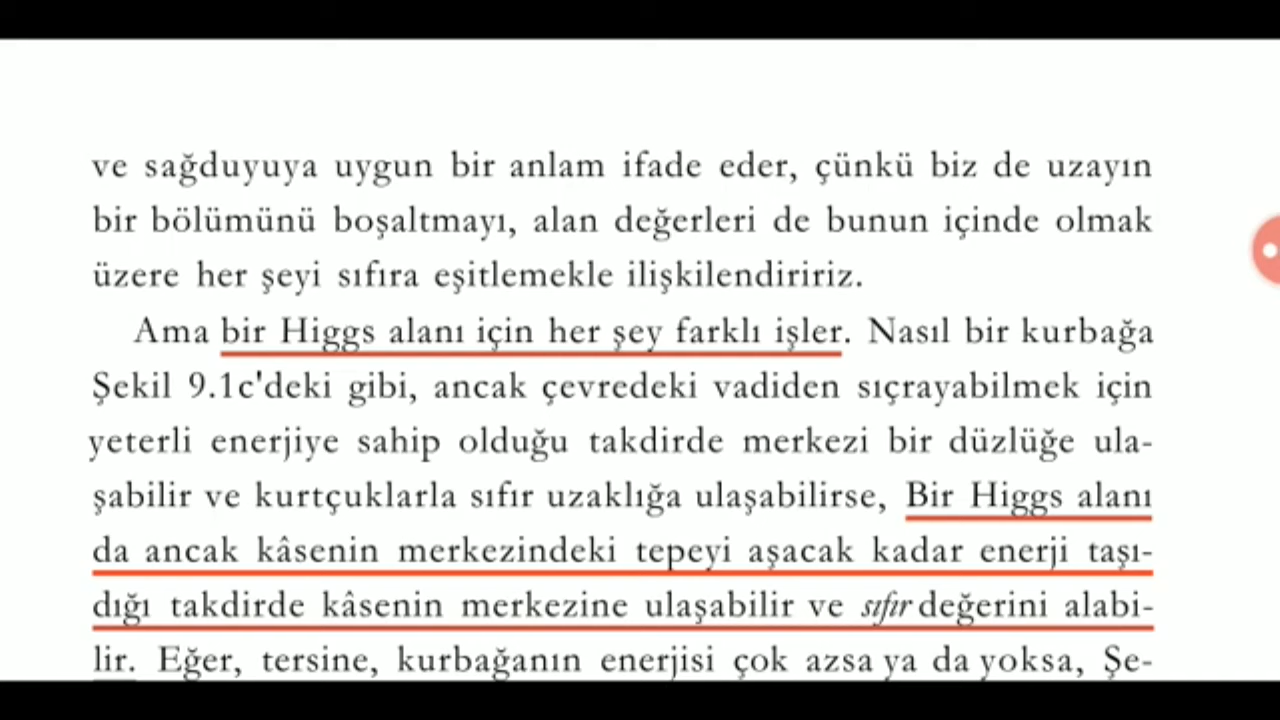 ve sağduyuya uygun bir anlam ifade eder, çünkü biz de uzayın
bir bölümünü boşaltmayı, alan değerleri de bunun içinde olmak
üzere her şeyi sıfıra eşitlemekle ilişkilendiririz.
Ama bir Higgs alanı için her şey farklı işler. Nasıl bir kurbağa
Şekil 9.1c'deki gibi, ancak çevredeki vadiden sıçrayabilmek için
yeterli enerjiye sahip olduğu takdirde merkezi bir düzlüğe ula-
şabilir ve kurtçuklarla sıfır uzaklığa ulaşabilirse, Bir Higgs alanı
da ancak kâsenin merkezindeki tepeyi aşacak kadar enerji taşı-
dığı takdirde kâsenin merkezine ulaşabilir ve sıfır değerini alabi-
lir. Eğer, tersine, kurbağanın enerjisi çok azsa ya da yoksa, Şe-